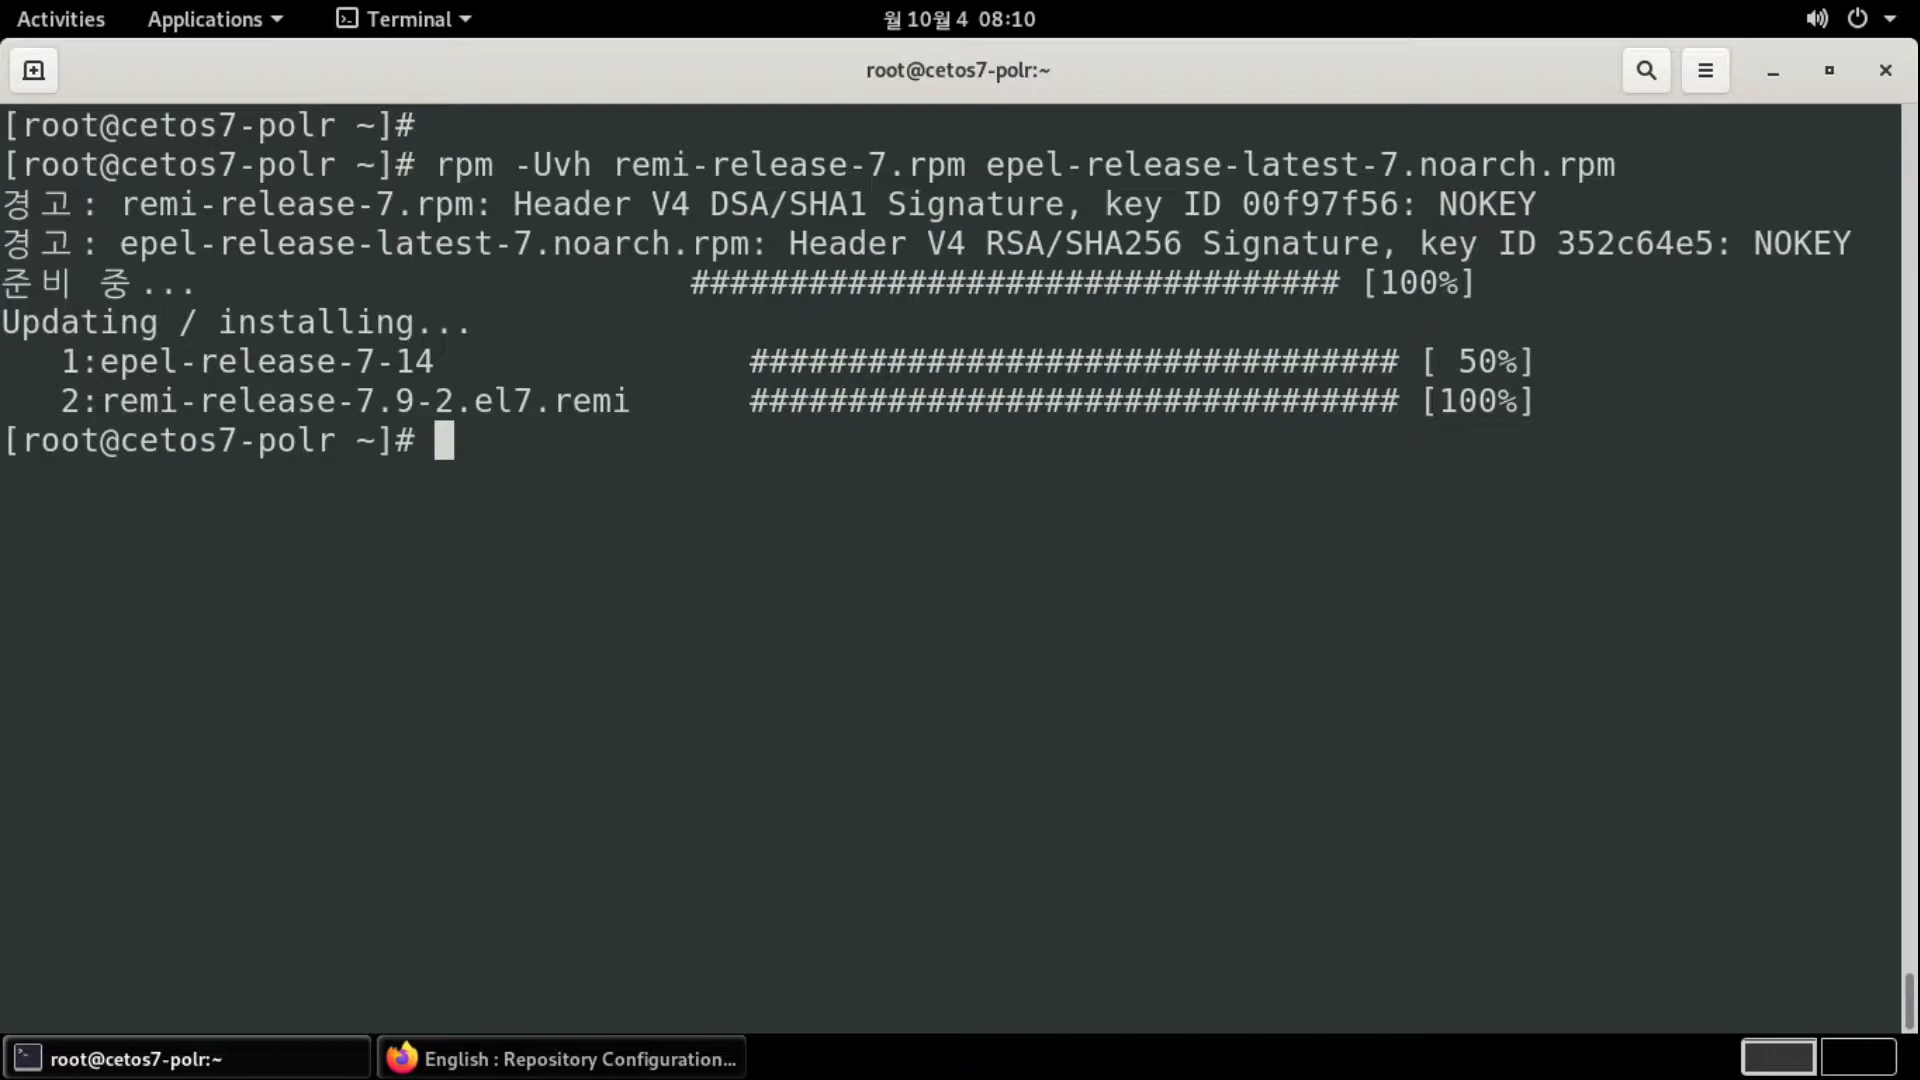 Activities Applications Terminal 월 10월 4 08:10
root@cetos7-polr:~
[root@cetos7-polr ~]#
[root@cetos7-polr ~]# rpm -Uvh remi-release-7.rpm epel-release-latest-7.noarch.rpm
경고: remi-release-7.rpm: Header V4 DSA/SHA1 Signature, key ID 00f97f56: NOKEY
경고: epel-release-latest-7.noarch.rpm: Header V4 RSA/SHA256 Signature, key ID 352c64e5: NOKEY
준비 중... ################################# [100%]
Updating / installing...
1:epel-release-7-14 ################################# [ 50%]
2:remi-release-7.9-2.el7.remi ################################# [100%]
[root@cetos7-polr ~]#
root@cetos7-polr:~ English : Repository Configuration...